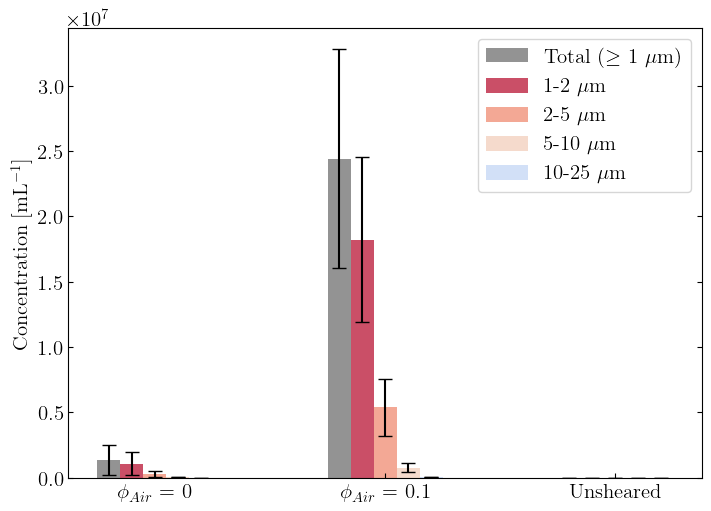 ×10⁷
Concentration [mL⁻¹]
3.0
2.5
2.0
1.5
1.0
0.5
0.0
Total (≥ 1 μm)
1-2 μm
2-5 μm
5-10 μm
10-25 μm
ϕ_Air = 0
ϕ_Air = 0.1
Unsheared